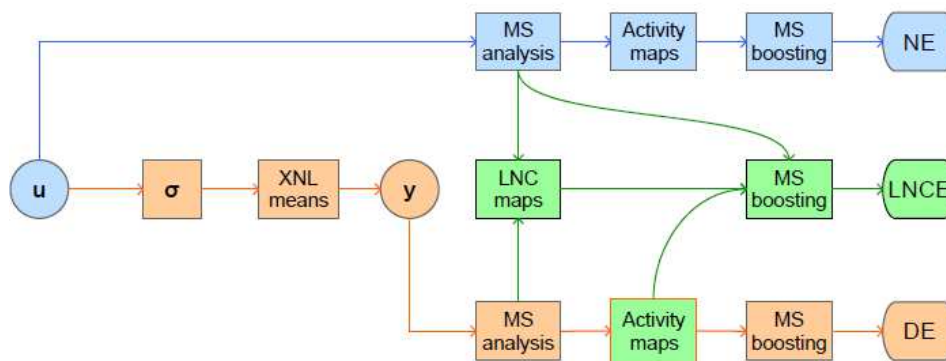 MS
analysis
Activity
maps
MS
boosting
NE
u
σ
XNL
means
y
LNC
maps
MS
boosting
LNCE
MS
analysis
Activity
maps
MS
boosting
DE